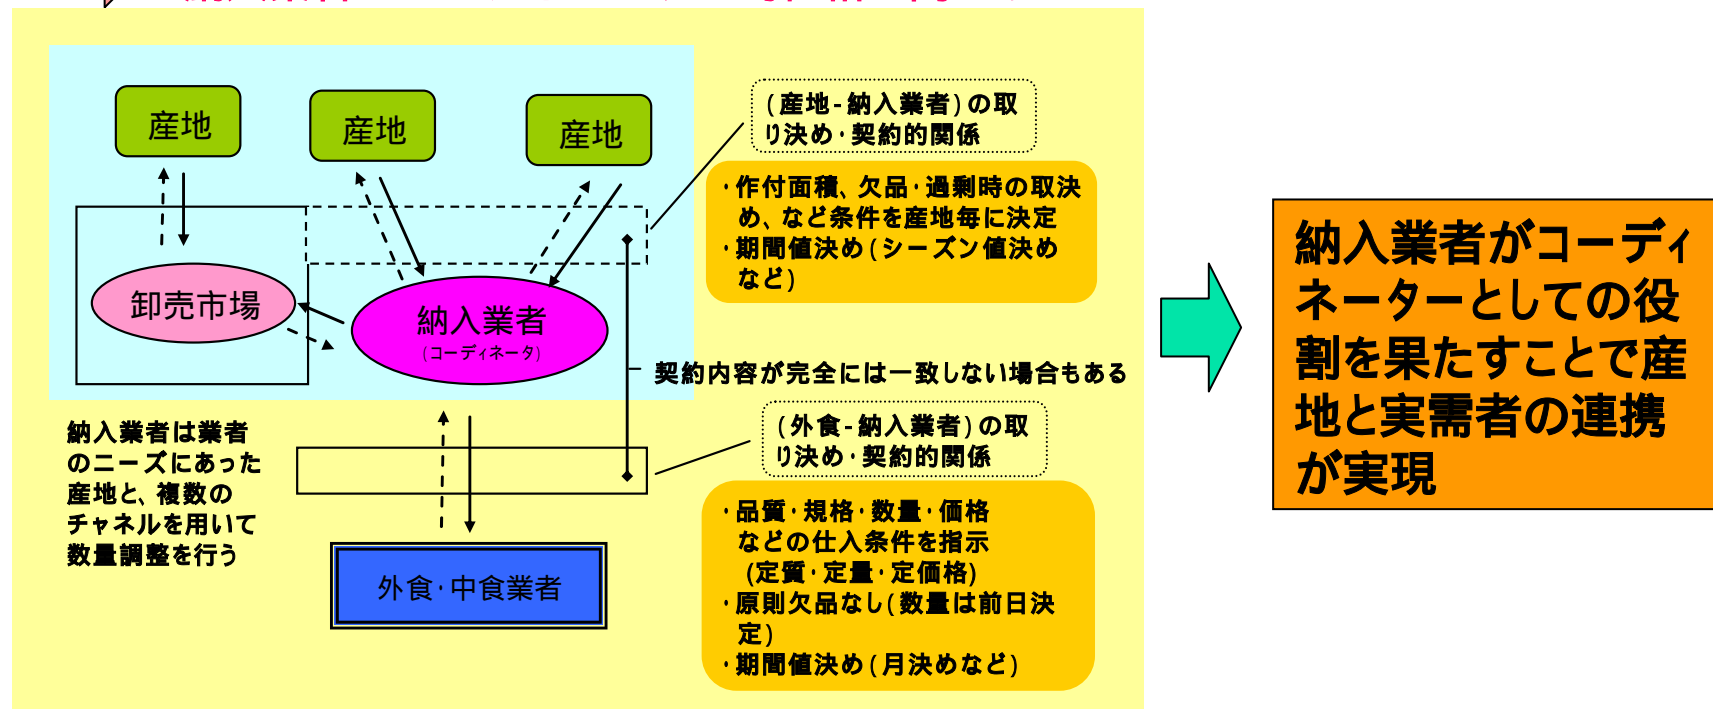 産地
産地
産地
(産地-納入業者)の取
り決め・契約的関係
・作付面積、欠品・過剰時の取決
め、など条件を産地毎に決定
・期間値決め(シーズン値決め
など)
卸売市場
納入業者
(コーディネータ)
契約内容が完全には一致しない場合もある
納入業者は業者
のニーズにあった
産地と、複数の
チャネルを用いて
数量調整を行う
(外食-納入業者)の取
り決め・契約的関係
・品質・規格・数量・価格
などの仕入条件を指示
(定質・定量・定価格)
・原則欠品なし(数量は前日決
定)
・期間値決め(月決めなど)
外食・中食業者
納入業者がコーディ
ネーターとしての役
割を果たすことで産
地と実需者の連携
が実現